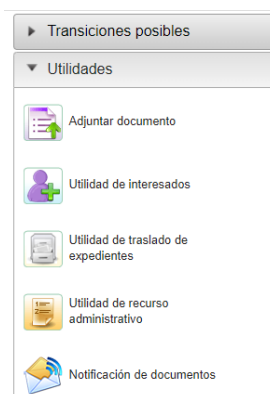 Transiciones posibles
Utilidades
Adjuntar documento
Utilidad de interesados
Utilidad de traslado de
expedientes
Utilidad de recurso
administrativo
Notificación de documentos